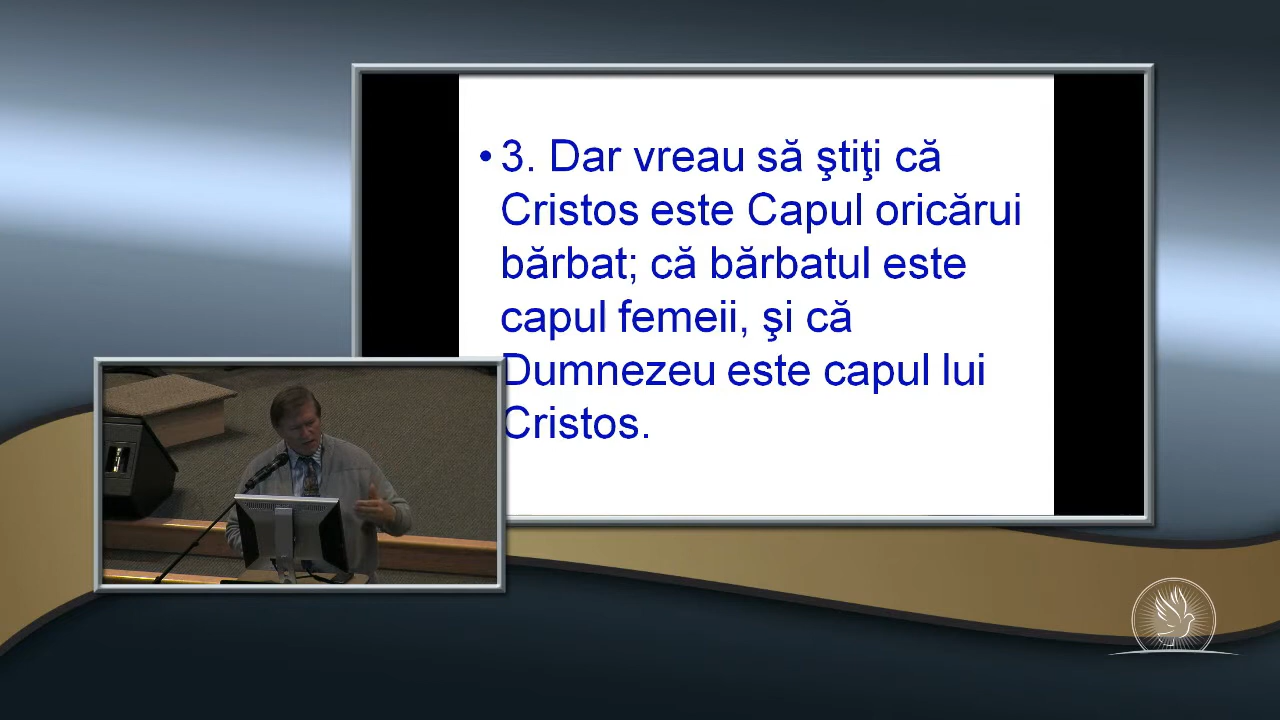 • 3. Dar vreau să ştiţi că
Cristos este Capul oricărui
bărbat; că bărbatul este
capul femeii, şi că
Dumnezeu este capul lui
Cristos.